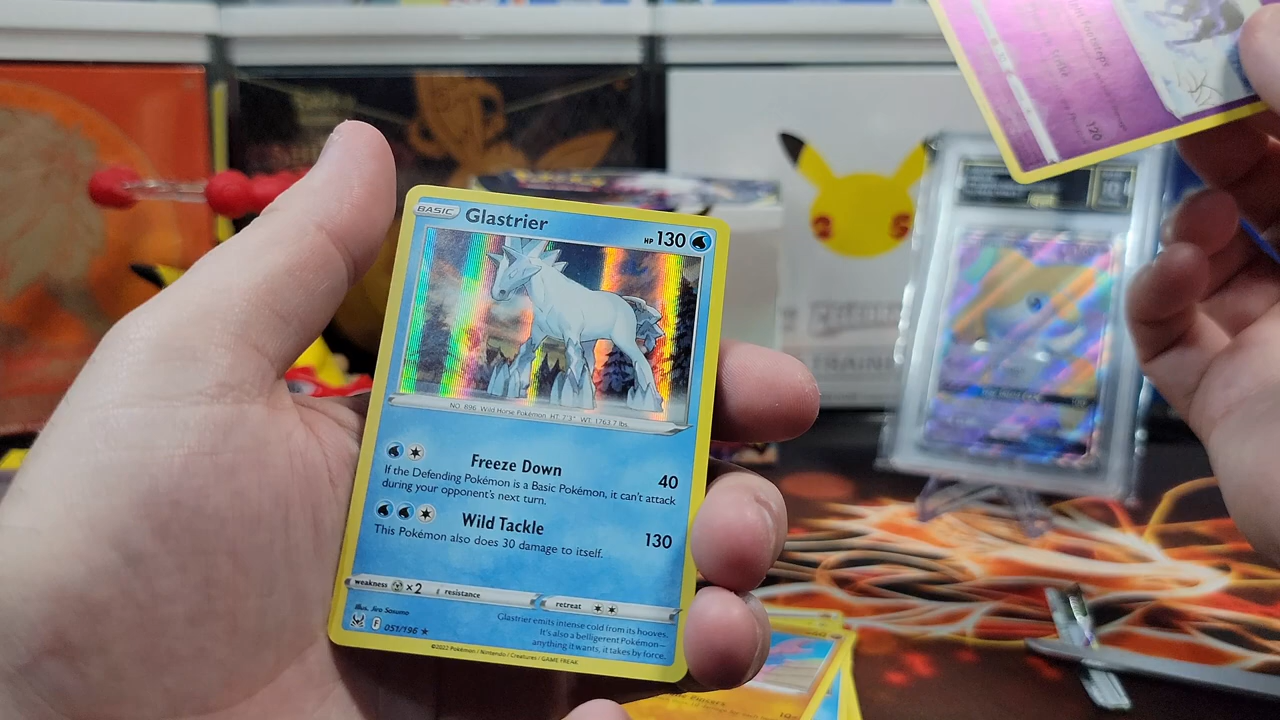 BASIC Glastrier HP 130
NO. 896 Wild Horse Pokémon HT: 7'3" WT: 1763.7 lbs.
Freeze Down 40
If the Defending Pokémon is a Basic Pokémon, it can't attack
during your opponent's next turn.
Wild Tackle 130
This Pokémon also does 30 damage to itself.
weakness ×2 resistance retreat
Illus. Jiro Sasumo
F 051/196 ★
Glastrier emits intense cold from its hooves.
It's also a belligerent Pokémon—
anything it wants, it takes by force.
©2022 Pokémon / Nintendo / Creatures / GAME FREAK
120